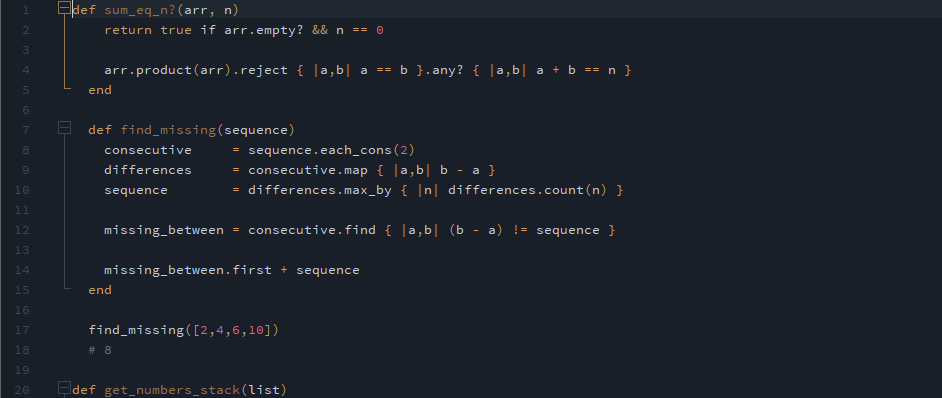 1 def sum_eq_n?(arr, n)
2 return true if arr.empty? && n == 0
3
4 arr.product(arr).reject { |a,b| a == b }.any? { |a,b| a + b == n }
5 end
6
7 def find_missing(sequence)
8 consecutive     = sequence.each_cons(2)
9 differences     = consecutive.map { |a,b| b - a }
10 sequence        = differences.max_by { |n| differences.count(n) }
11
12 missing_between = consecutive.find { |a,b| (b - a) != sequence }
13
14 missing_between.first + sequence
15 end
16
17 find_missing([2,4,6,10])
18 # 8
19
20 def get_numbers_stack(list)